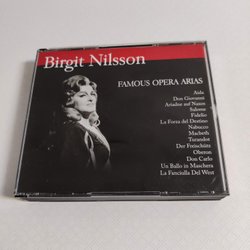 Birgit Nilsson
FAMOUS OPERA ARIAS
Aida
Don Giovanni
Ariadne auf Naxos
Salome
Fidelio
La Forza del Destino
Nabucco
Macbeth
Turandot
Der Freischütz
Oberon
Don Carlo
Un Ballo in Maschera
La Fanciulla Del West